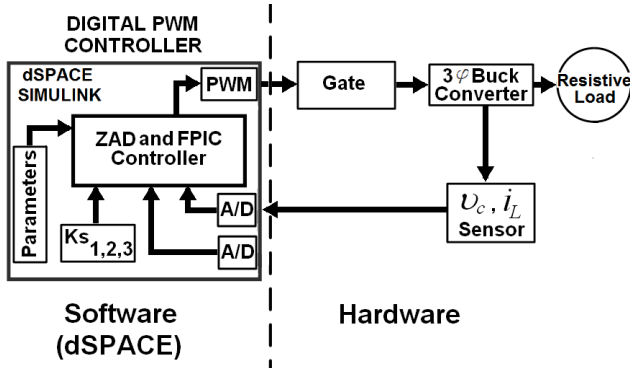 DIGITAL PWM
CONTROLLER
dSPACE
SIMULINK
PWM
Gate
3φ Buck
Converter
Resistive
Load
ZAD and FPIC
Controller
Parameters
Ks1,2,3
A/D
A/D
υc , iL
Sensor
Software
(dSPACE)
Hardware